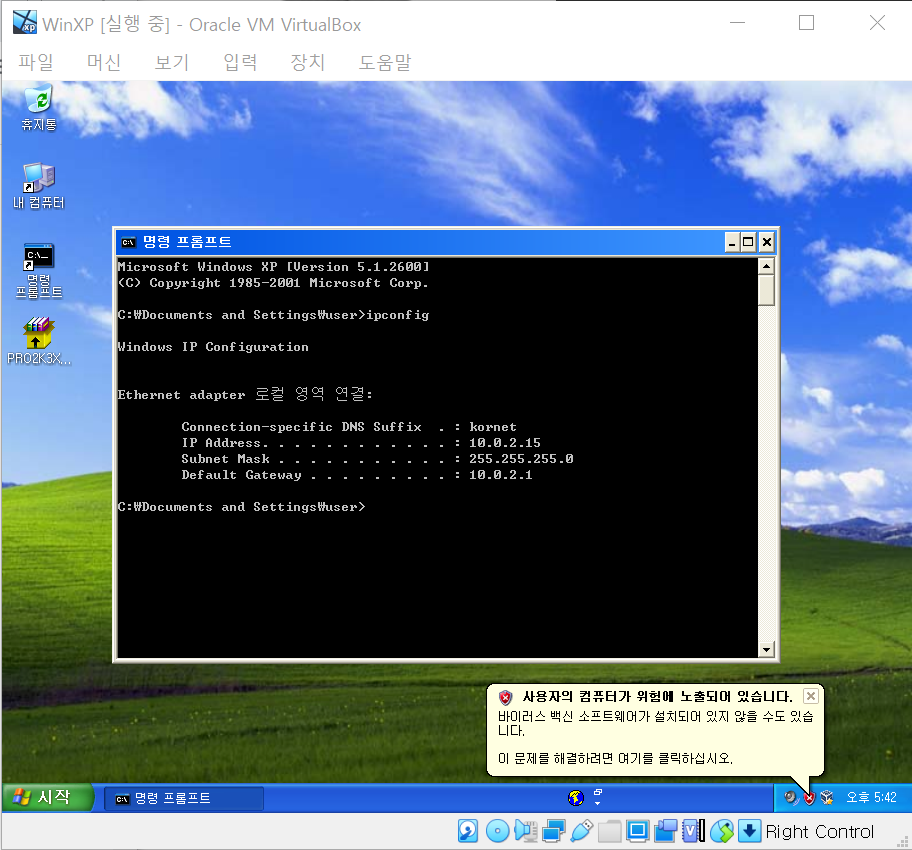 WinXP [실행 중] - Oracle VM VirtualBox
파일 머신 보기 입력 장치 도움말
휴지통
내 컴퓨터
명령
프롬프트
PRO2K3X...
명령 프롬프트
Microsoft Windows XP [Version 5.1.2600]
(C) Copyright 1985-2001 Microsoft Corp.
C:₩Documents and Settings₩user>ipconfig
Windows IP Configuration
Ethernet adapter 로컬 영역 연결:
Connection-specific DNS Suffix . : kornet
IP Address. . . . . . . . . . . . : 10.0.2.15
Subnet Mask . . . . . . . . . . . : 255.255.255.0
Default Gateway . . . . . . . . . : 10.0.2.1
C:₩Documents and Settings₩user>
사용자의 컴퓨터가 위험에 노출되어 있습니다.
바이러스 백신 소프트웨어가 설치되어 있지 않을 수도 있습
니다.
이 문제를 해결하려면 여기를 클릭하십시오.
시작
명령 프롬프트
오후 5:42
Right Control